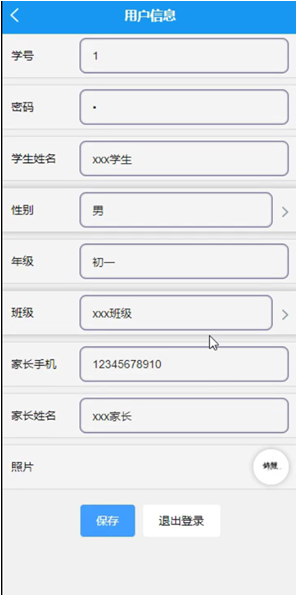 用户信息
学号 1
密码 •
学生姓名 xxx学生
性别 男
年级 初一
班级 xxx班级
家长手机 12345678910
家长姓名 xxx家长
照片
保存 退出登录